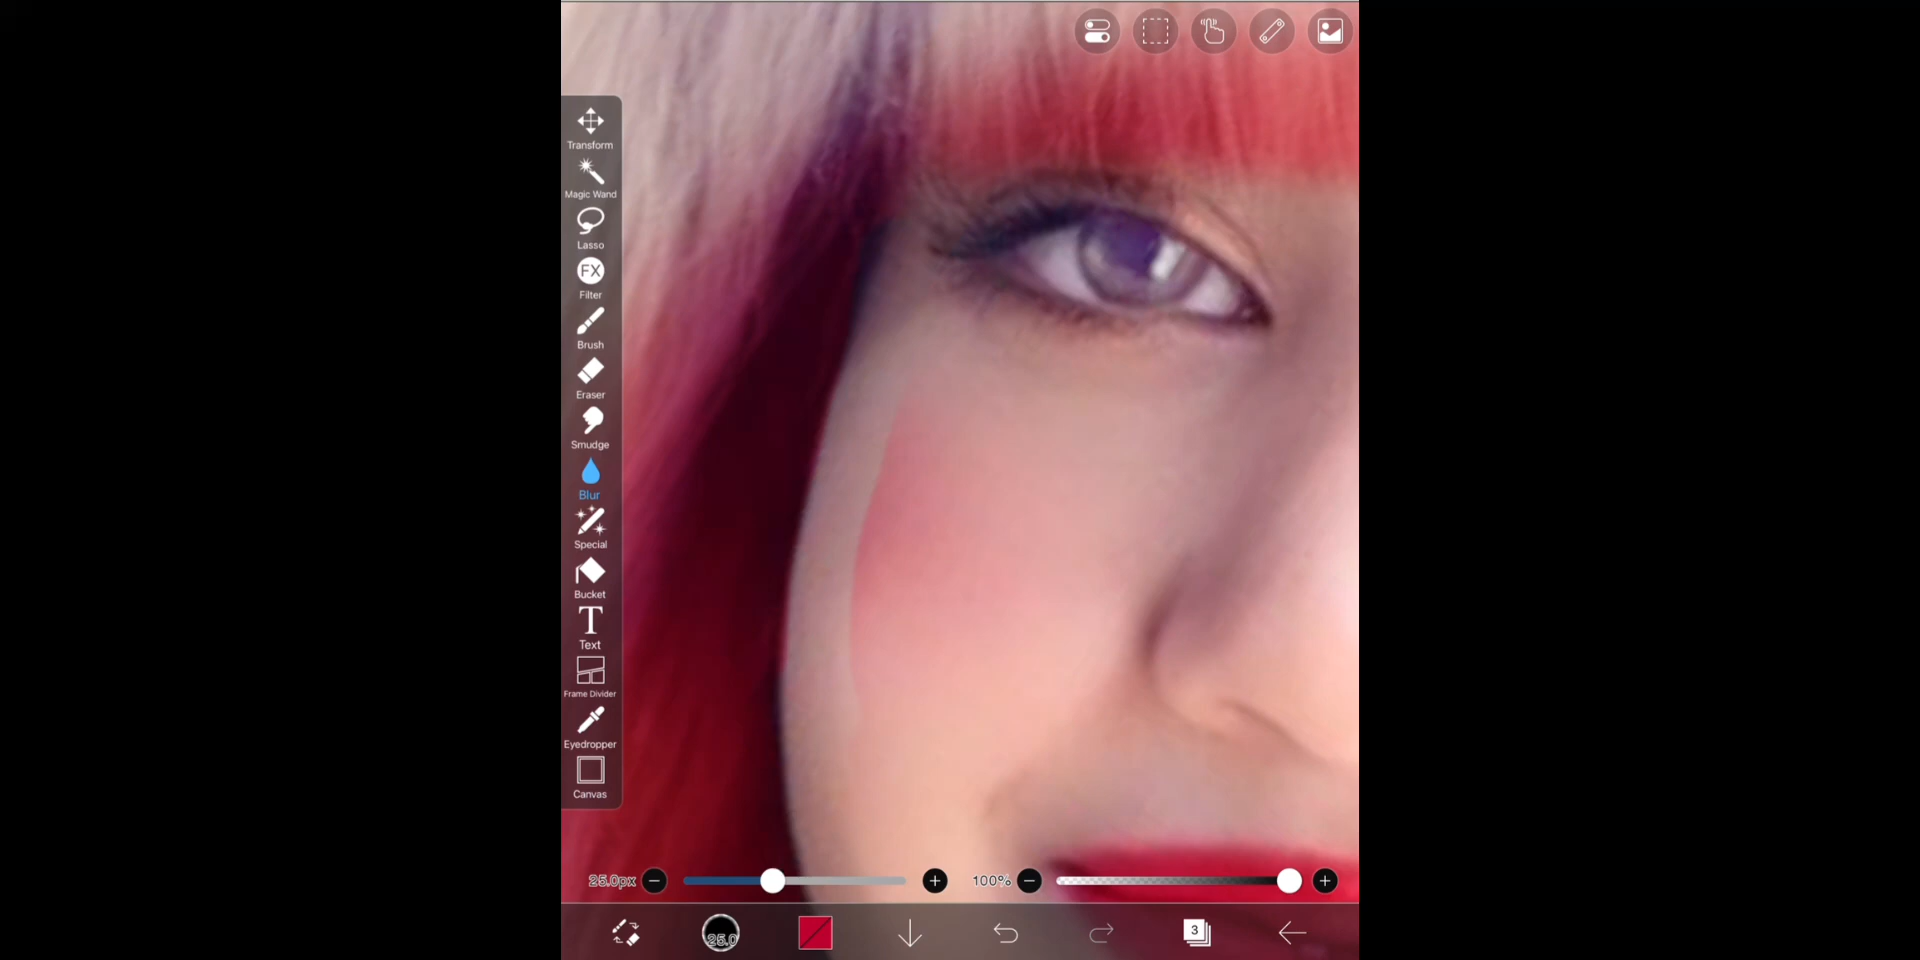 Transform
Magic Wand
Lasso
FX
Filter
Brush
Eraser
Smudge
Blur
Special
Bucket
T
Text
Frame Divider
Eyedropper
Canvas
25.0px
100%
25.0
3